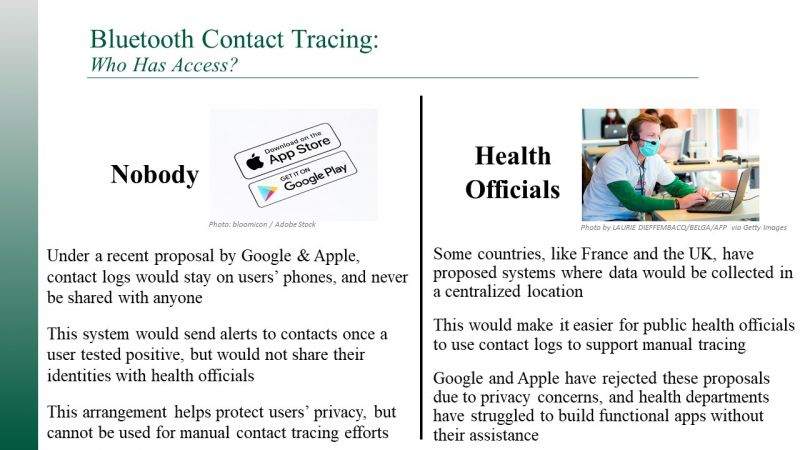 Bluetooth Contact Tracing:
Who Has Access?
Nobody
Download on the
App Store
GET IT ON
Google Play
Photo: bloomicon / Adobe Stock
Under a recent proposal by Google & Apple,
contact logs would stay on users’ phones, and never
be shared with anyone
This system would send alerts to contacts once a
user tested positive, but would not share their
identities with health officials
This arrangement helps protect users’ privacy, but
cannot be used for manual contact tracing efforts
Health
Officials
Photo by LAURIE DIEFFEMBACQ/BELGA/AFP via Getty Images
Some countries, like France and the UK, have
proposed systems where data would be collected in
a centralized location
This would make it easier for public health officials
to use contact logs to support manual tracing
Google and Apple have rejected these proposals
due to privacy concerns, and health departments
have struggled to build functional apps without
their assistance